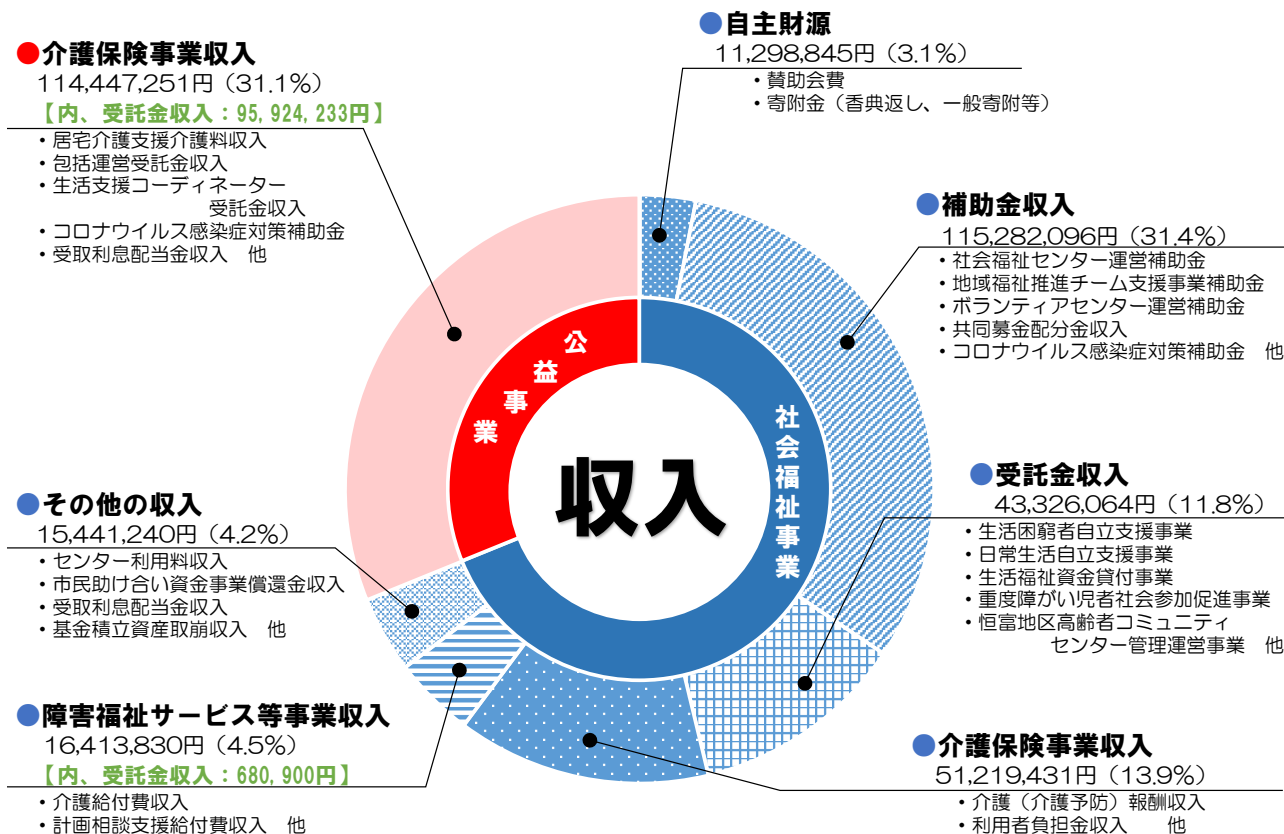 ●介護保険事業収入
114,447,251円（31.1%）
【内、受託金収入：95,924,233円】
・居宅介護支援介護料収入
・包括運営受託金収入
・生活支援コーディネーター
受託金収入
・コロナウイルス感染症対策補助金
・受取利息配当金収入　他
●自主財源
11,298,845円（3.1%）
・賛助会費
・寄附金（香典返し、一般寄附等）
●補助金収入
115,282,096円（31.4%）
・社会福祉センター運営補助金
・地域福祉推進チーム支援事業補助金
・ボランティアセンター運営補助金
・共同募金配分金収入
・コロナウイルス感染症対策補助金　他
公益事業
社会福祉事業
収入
●受託金収入
43,326,064円（11.8%）
・生活困窮者自立支援事業
・日常生活自立支援事業
・生活福祉資金貸付事業
・重度障がい児者社会参加促進事業
・恒富地区高齢者コミュニティ
センター管理運営事業　他
●その他の収入
15,441,240円（4.2%）
・センター利用料収入
・市民助け合い資金事業償還金収入
・受取利息配当金収入
・基金積立資産取崩収入　他
●障害福祉サービス等事業収入
16,413,830円（4.5%）
【内、受託金収入：680,900円】
・介護給付費収入
・計画相談支援給付費収入　他
●介護保険事業収入
51,219,431円（13.9%）
・介護（介護予防）報酬収入
・利用者負担金収入　他